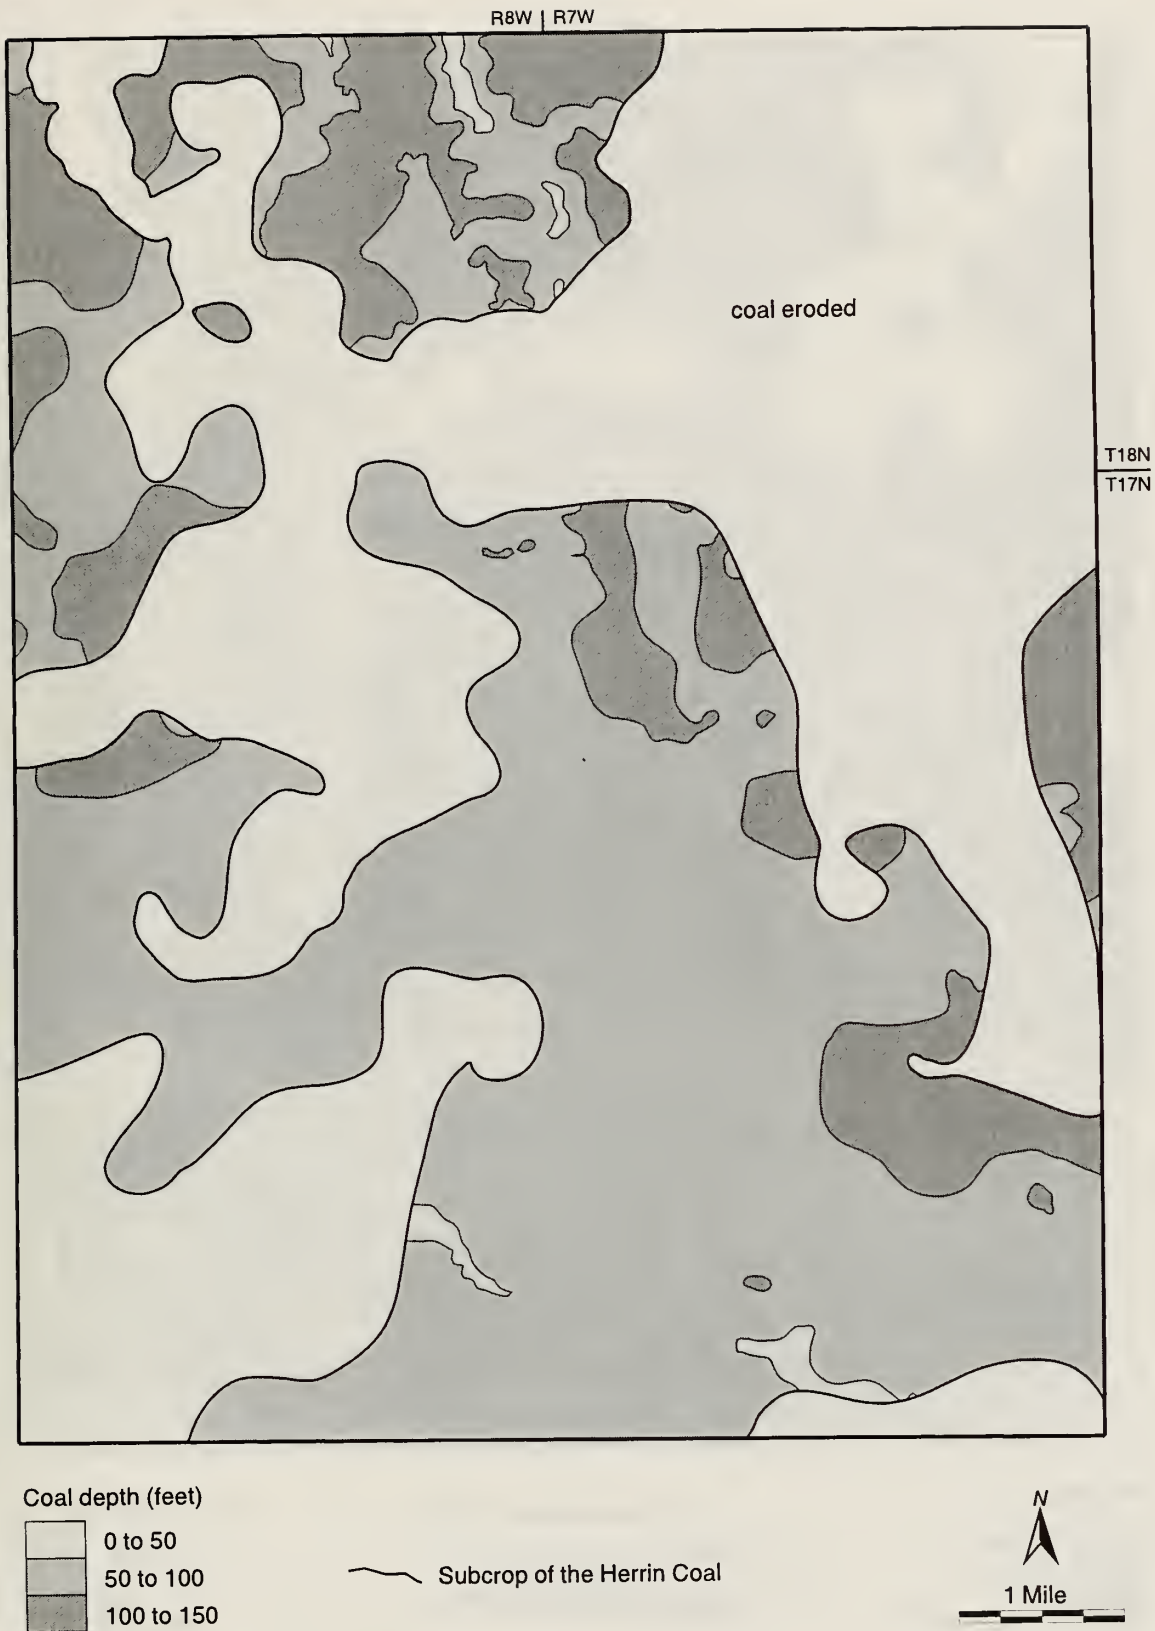 R8W | R7W
coal eroded
T18N
T17N
Coal depth (feet)
0 to 50
50 to 100
100 to 150
Subcrop of the Herrin Coal
N
1 Mile